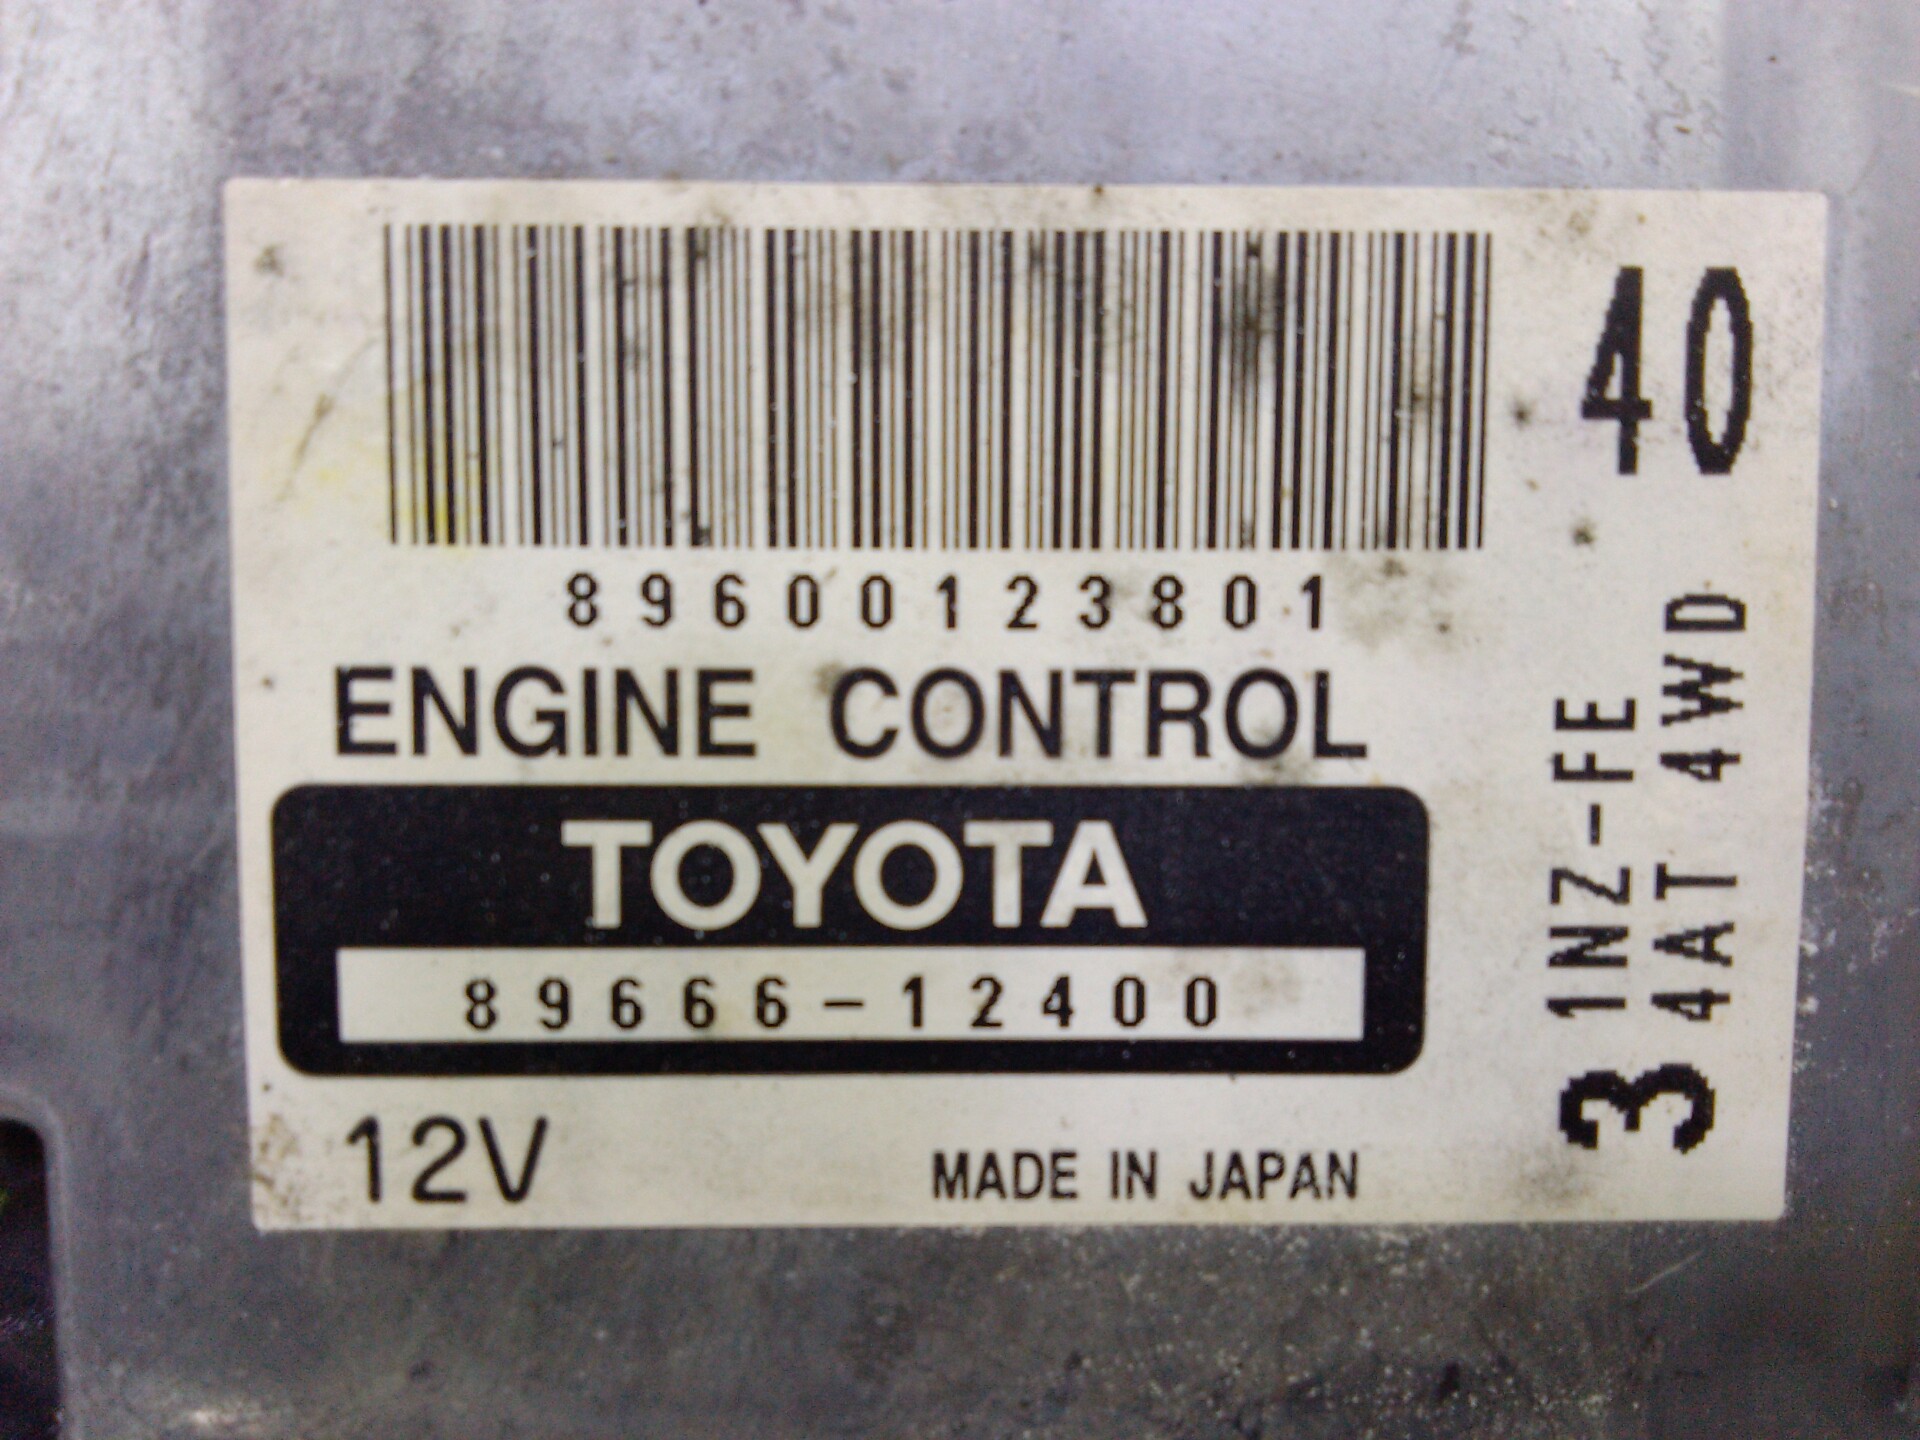 89600123801
ENGINE CONTROL
TOYOTA
89666-12400
12V
MADE IN JAPAN
40
3
1NZ-FE
4AT 4WD